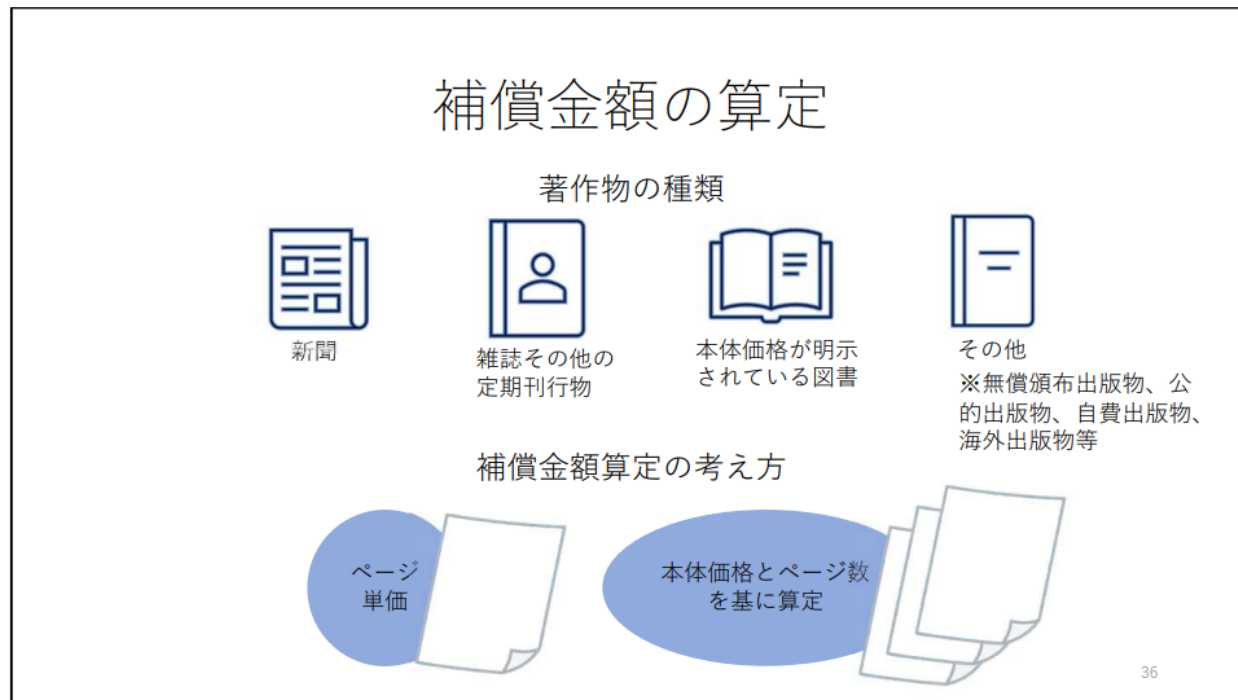 補償金額の算定
著作物の種類
新聞
雑誌その他の
定期刊行物
本体価格が明示
されている図書
その他
※無償頒布出版物、公
的出版物、自費出版物、
海外出版物等
補償金額算定の考え方
ページ
単価
本体価格とページ数
を基に算定
36